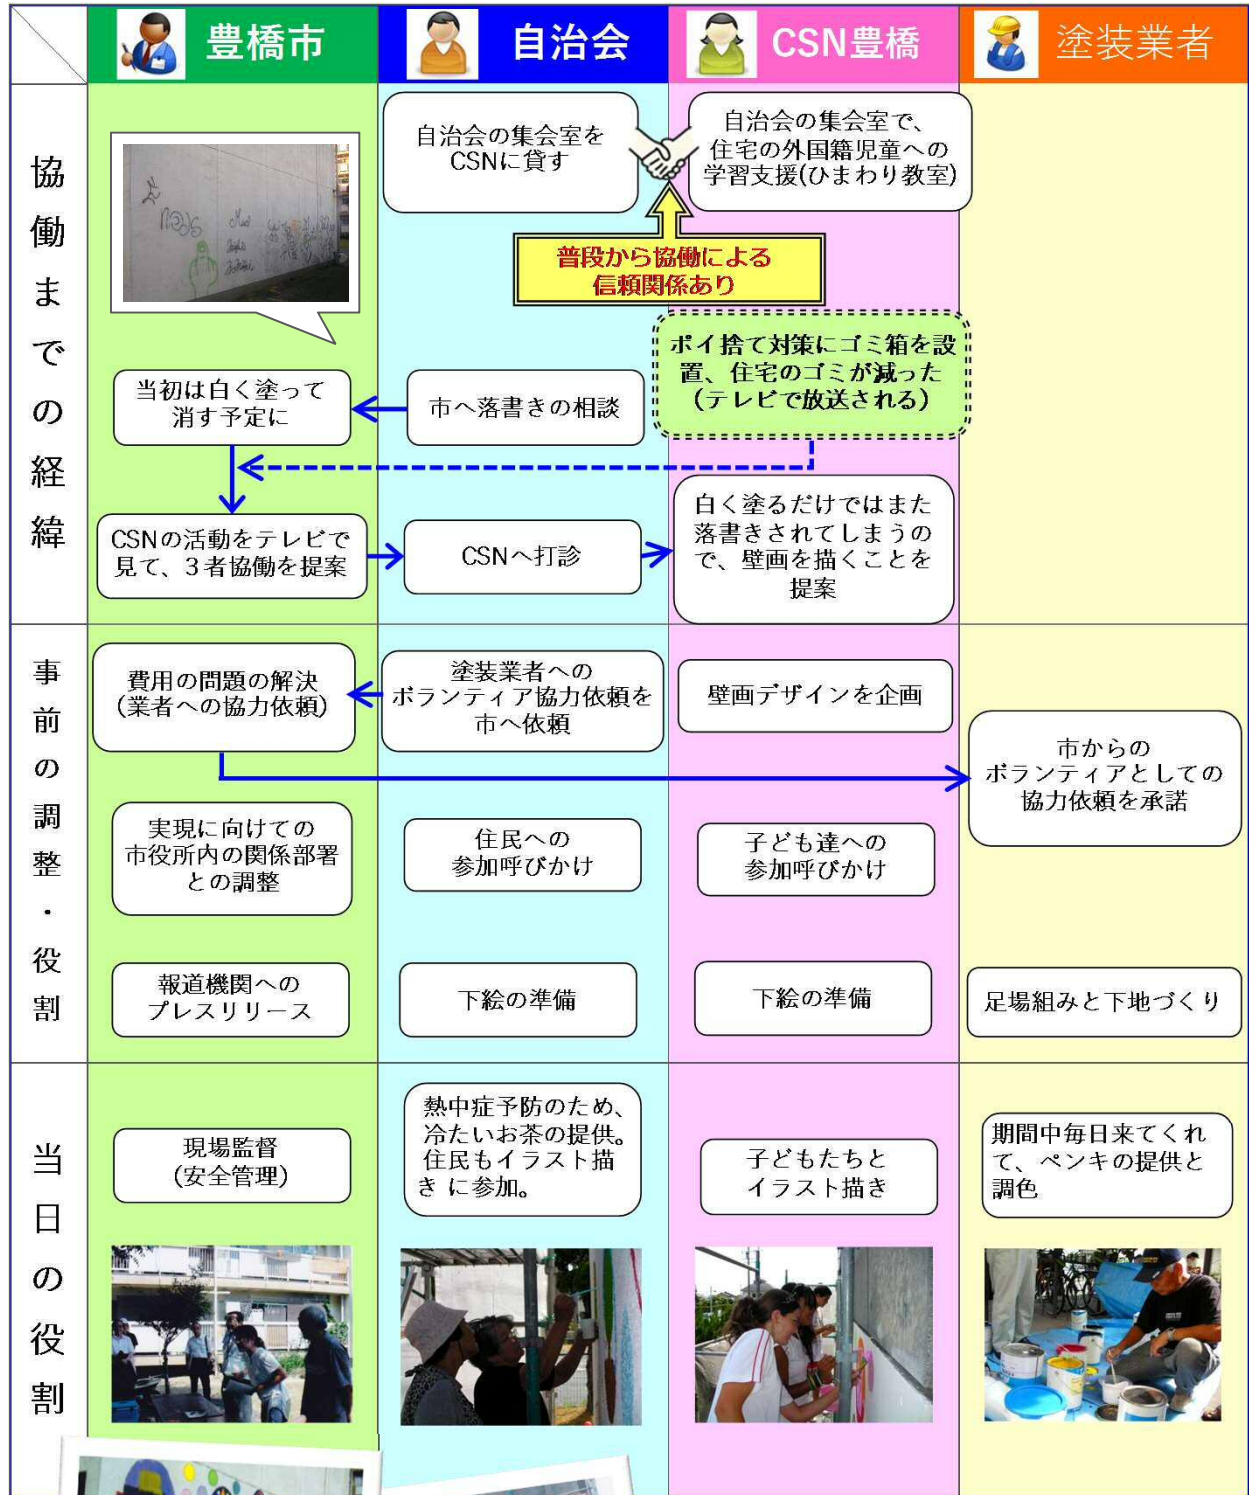 豊橋市
自治会
CSN豊橋
塗装業者
協働までの経緯
自治会の集会室を
CSNに貸す
自治会の集会室で、
住宅の外国籍児童への
学習支援(ひまわり教室)
普段から協働による
信頼関係あり
ポイ捨て対策にゴミ箱を設
置、住宅のゴミが減った
（テレビで放送される）
当初は白く塗って
消す予定に
市へ落書きの相談
CSNの活動をテレビで
見て、３者協働を提案
CSNへ打診
白く塗るだけではまた
落書きされてしまうの
で、壁画を描くことを
提案
事前の調整・役割
費用の問題の解決
(業者への協力依頼)
塗装業者への
ボランティア協力依頼を
市へ依頼
壁画デザインを企画
市からの
ボランティアとしての
協力依頼を承諾
実現に向けての
市役所内の関係部署
との調整
住民への
参加呼びかけ
子ども達への
参加呼びかけ
報道機関への
プレスリリース
下絵の準備
下絵の準備
足場組みと下地づくり
当日の役割
現場監督
(安全管理)
熱中症予防のため、
冷たいお茶の提供。
住民もイラスト描
き に参加。
子どもたちと
イラスト描き
期間中毎日来てくれ
て、ペンキの提供と
調色